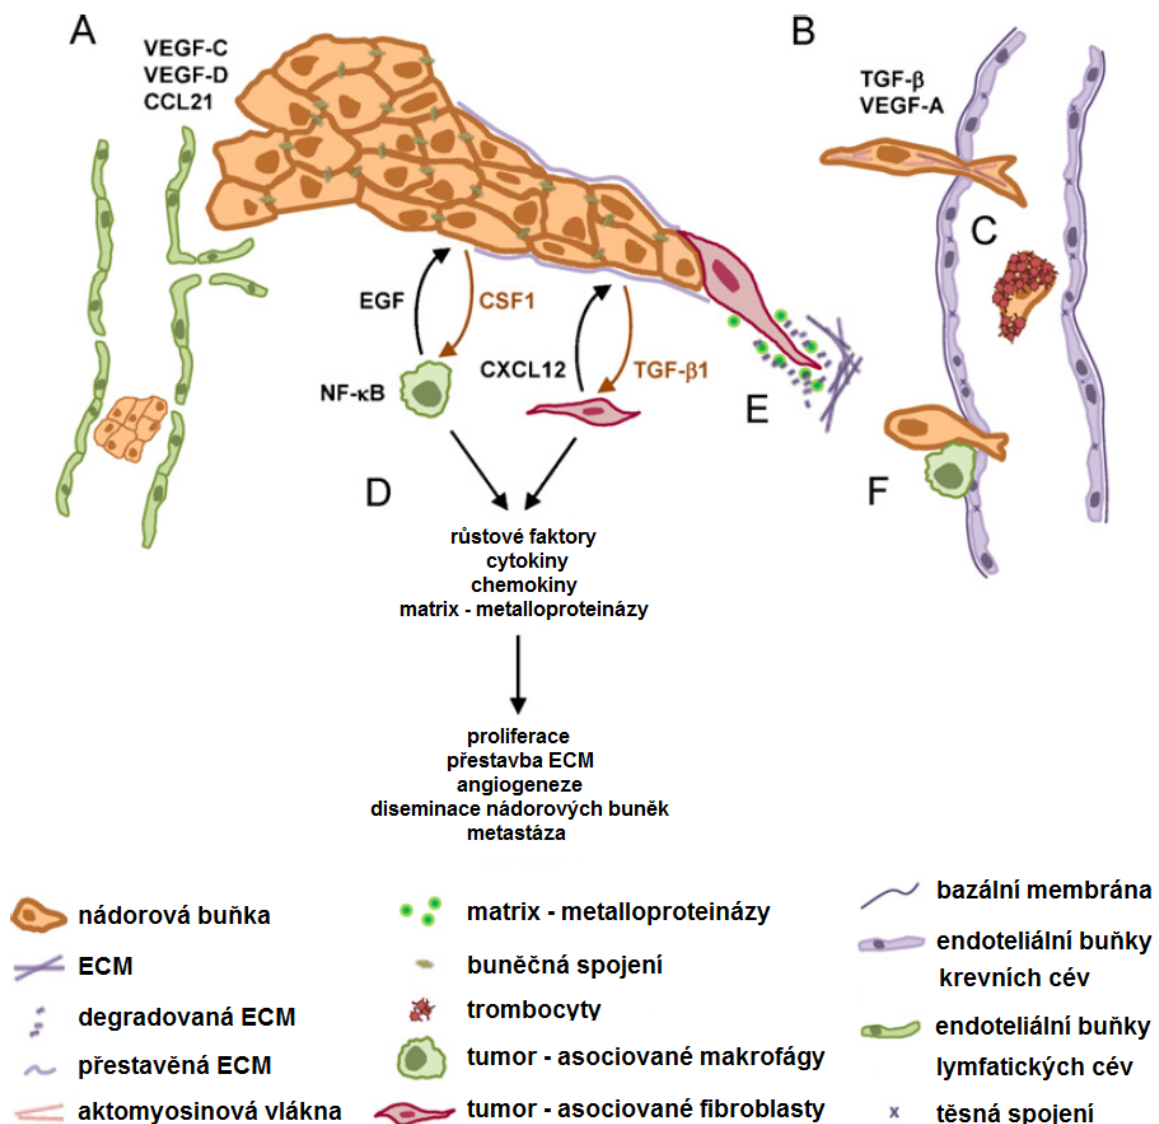 A
VEGF-C
VEGF-D
CCL21
B
TGF-β
VEGF-A
C
EGF
CSF1
NF-κB
CXCL12
TGF-β1
E
D
F
růstové faktory
cytokiny
chemokiny
matrix - metalloproteinázy
proliferace
přestavba ECM
angiogeneze
diseminace nádorových buněk
metastáza
nádorová buňka
ECM
degradovaná ECM
přestavěná ECM
aktomyosinová vlákna
matrix - metalloproteinázy
buněčná spojení
trombocyty
tumor - asociované makrofágy
tumor - asociované fibroblasty
bazální membrána
endoteliální buňky
krevních cév
endoteliální buňky
lymfatických cév
těsná spojení